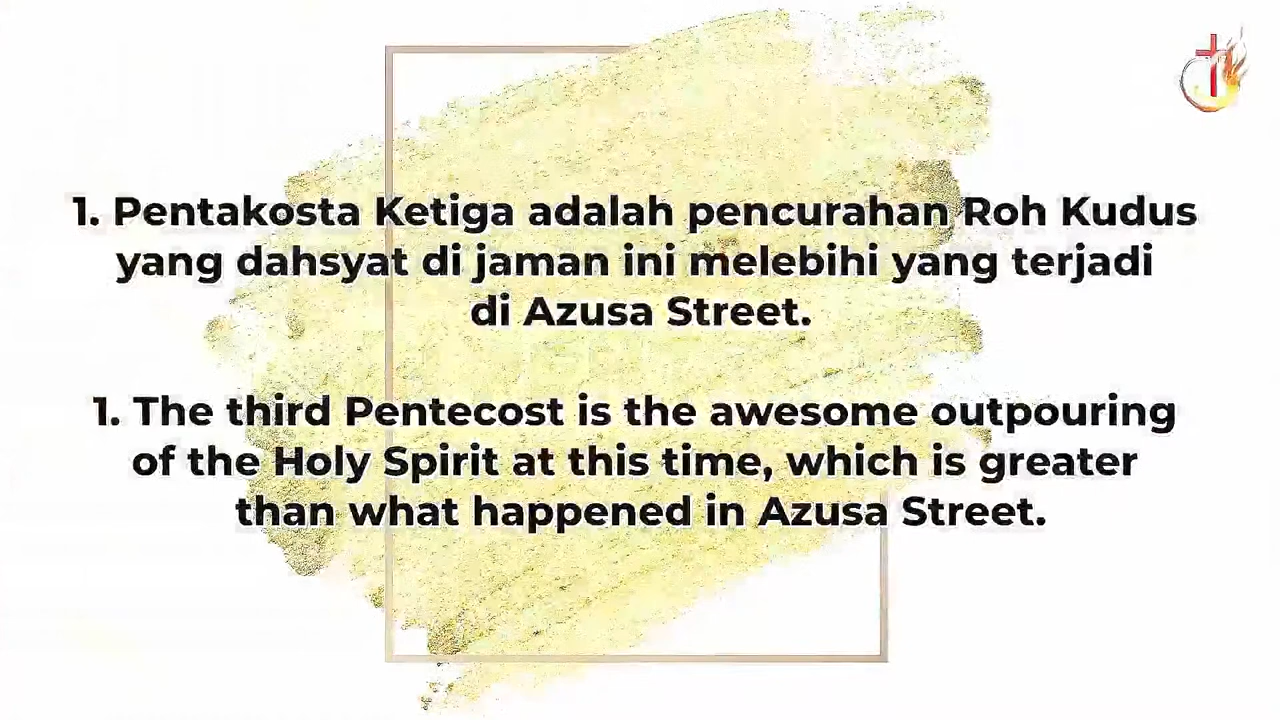 1. Pentakosta Ketiga adalah pencurahan Roh Kudus
yang dahsyat di jaman ini melebihi yang terjadi
di Azusa Street.
1. The third Pentecost is the awesome outpouring
of the Holy Spirit at this time, which is greater
than what happened in Azusa Street.